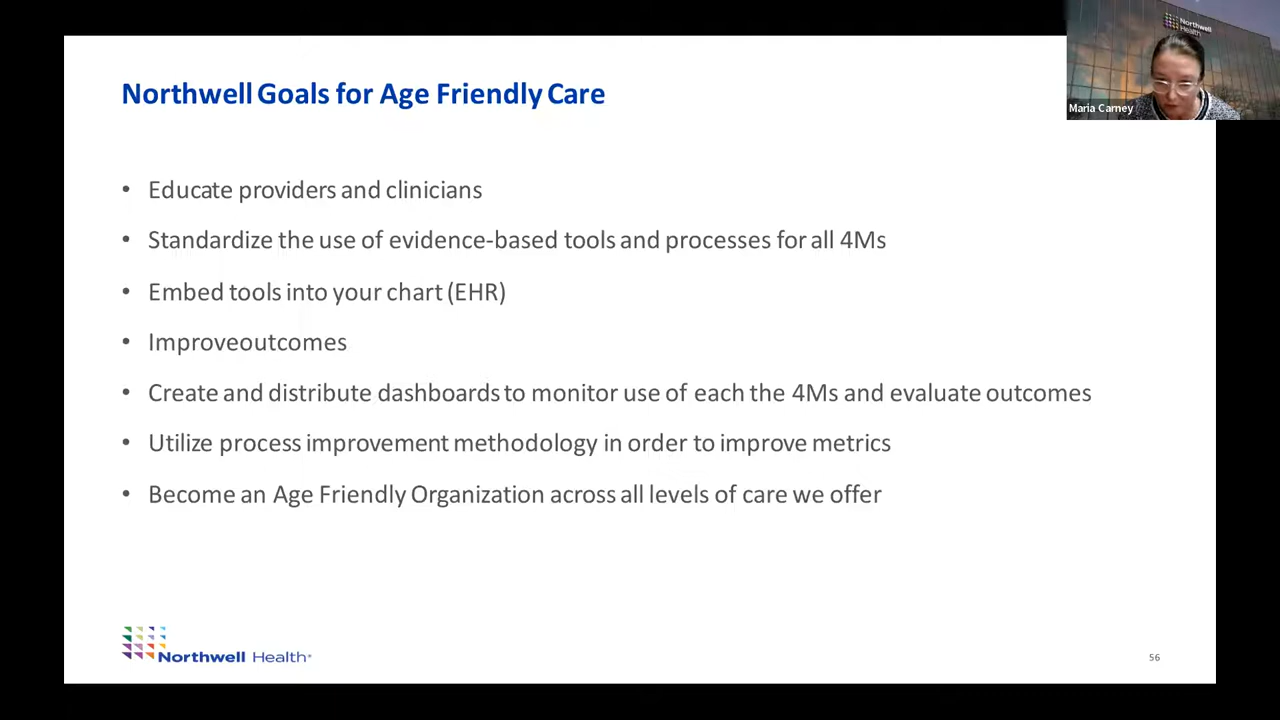 Northwell Goals for Age Friendly Care
Northwell Health
Maria Carney
• Educate providers and clinicians
• Standardize the use of evidence-based tools and processes for all 4Ms
• Embed tools into your chart (EHR)
• Improveoutcomes
• Create and distribute dashboards to monitor use of each the 4Ms and evaluate outcomes
• Utilize process improvement methodology in order to improve metrics
• Become an Age Friendly Organization across all levels of care we offer
Northwell Health
56